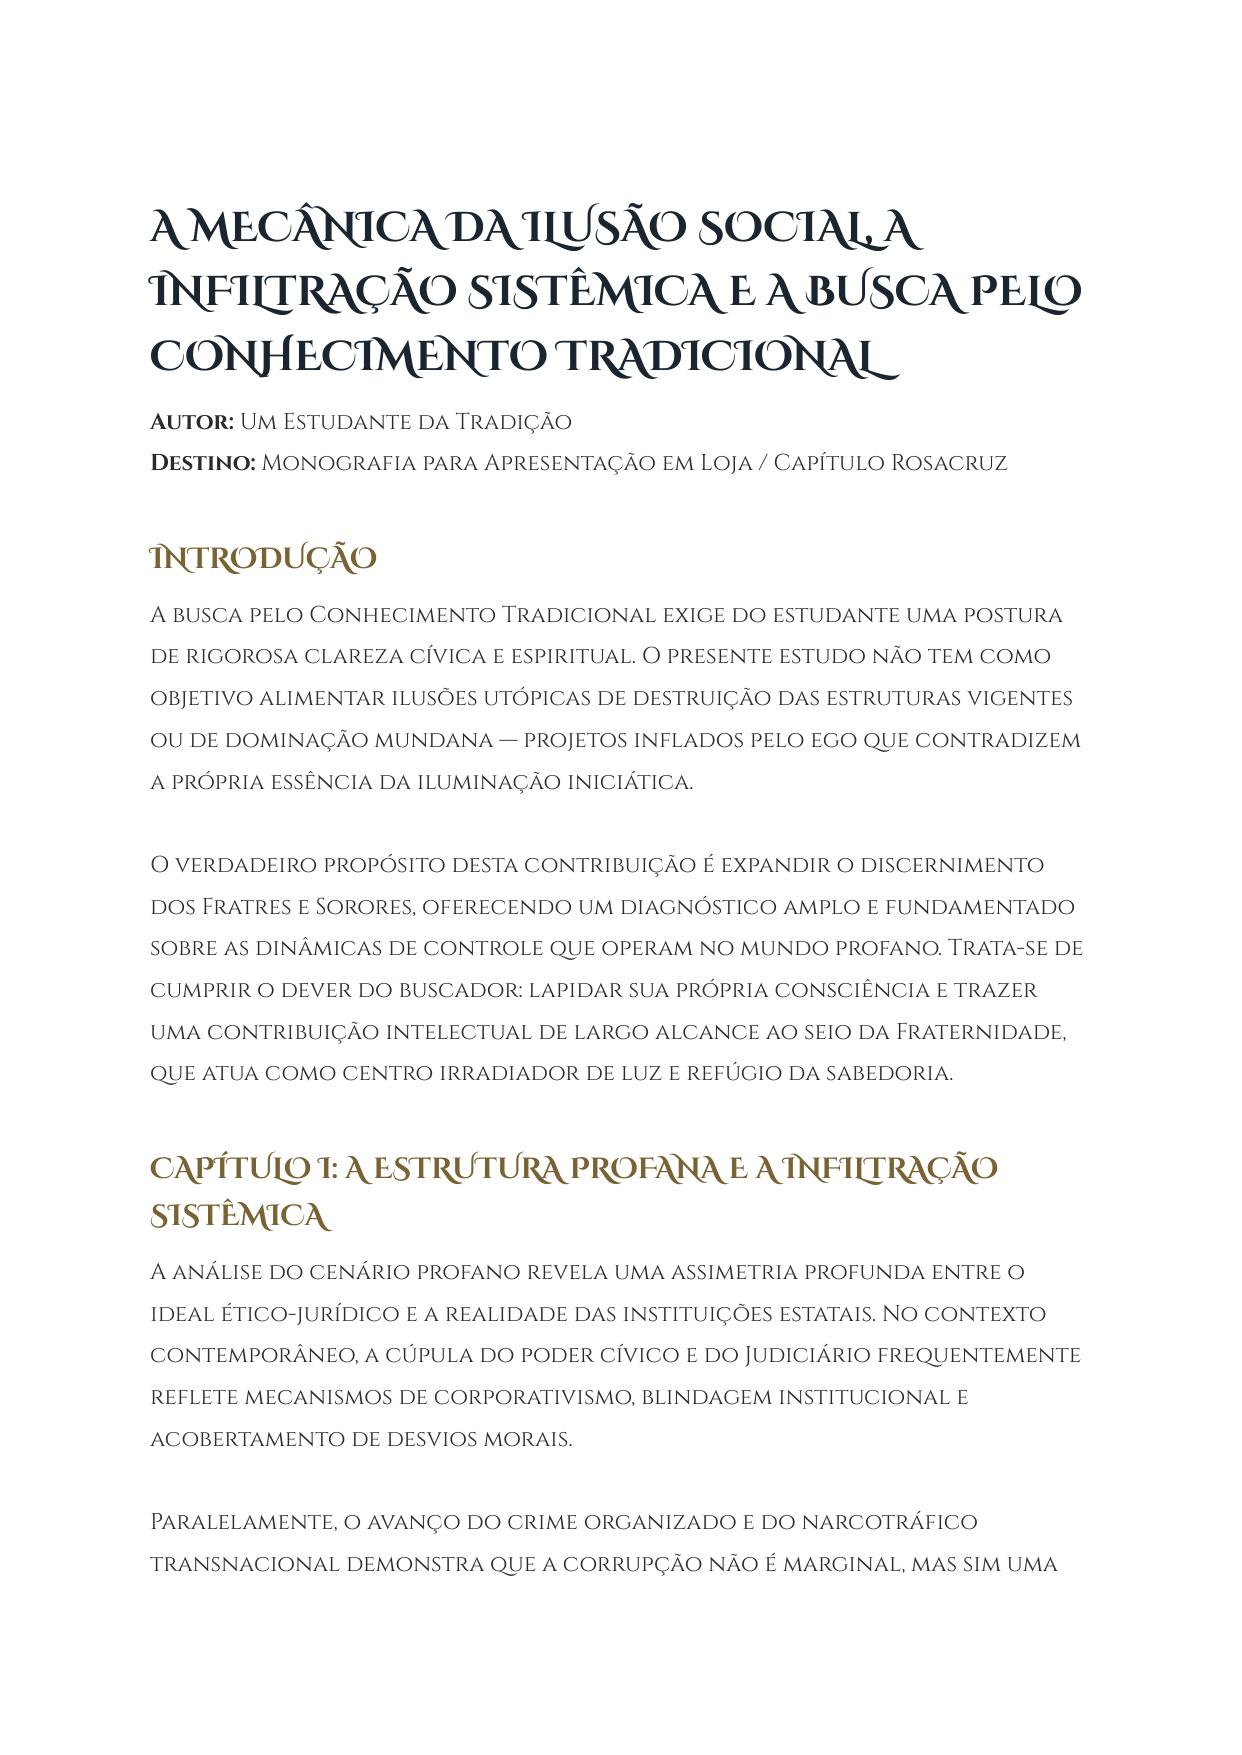 A MECÂNICA DA ILUSÃO SOCIAL, A
INFILTRAÇÃO SISTÊMICA E A BUSCA PELO
CONHECIMENTO TRADICIONAL
Autor: Um Estudante da Tradição
Destino: Monografia para Apresentação em Loja / Capítulo Rosacruz
INTRODUÇÃO
A busca pelo Conhecimento Tradicional exige do estudante uma postura
de rigorosa clareza cívica e espiritual. O presente estudo não tem como
objetivo alimentar ilusões utópicas de destruição das estruturas vigentes
ou de dominação mundana — projetos inflados pelo ego que contradizem
a própria essência da iluminação iniciática.
O verdadeiro propósito desta contribuição é expandir o discernimento
dos Fratres e Sorores, oferecendo um diagnóstico amplo e fundamentado
sobre as dinâmicas de controle que operam no mundo profano. Trata-se de
cumprir o dever do buscador: lapidar sua própria consciência e trazer
uma contribuição intelectual de largo alcance ao seio da Fraternidade,
que atua como centro irradiador de luz e refúgio da sabedoria.
CAPÍTULO I: A ESTRUTURA PROFANA E A INFILTRAÇÃO
SISTÊMICA
A análise do cenário profano revela uma assimetria profunda entre o
ideal ético-jurídico e a realidade das instituições estatais. No contexto
contemporâneo, a cúpula do poder cívico e do Judiciário frequentemente
reflete mecanismos de corporativismo, blindagem institucional e
acobertamento de desvios morais.
Paralelamente, o avanço do crime organizado e do narcotráfico
transnacional demonstra que a corrupção não é marginal, mas sim uma